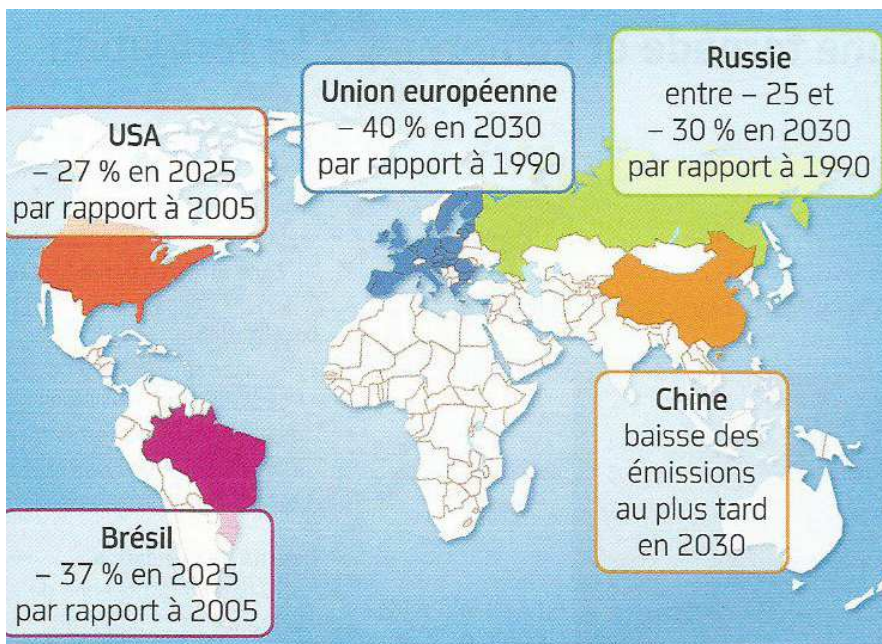 USA
– 27 % en 2025
par rapport à 2005
Union européenne
– 40 % en 2030
par rapport à 1990
Russie
entre – 25 et
– 30 % en 2030
par rapport à 1990
Chine
baisse des
émissions
au plus tard
en 2030
Brésil
– 37 % en 2025
par rapport à 2005